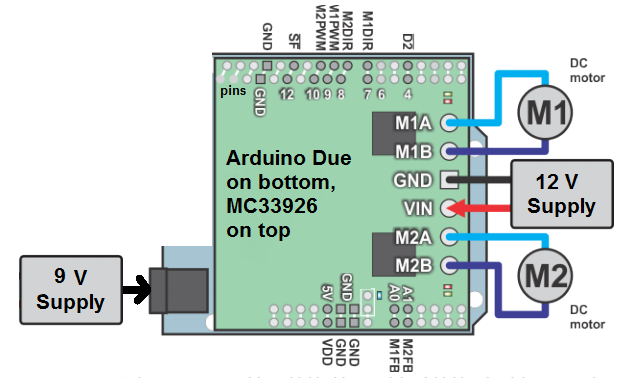 GND
SF
M2PWM
M1PWM
M2DIR
M1DIR
D2
pins
GND
12
10
9
8
7
6
4
DC
motor
M1A
M1
M1B
Arduino Due
on bottom,
MC33926
on top
GND
VIN
12 V
Supply
M2A
M2B
M2
DC
motor
9 V
Supply
5V
GND
A0
A1
VDD
GND
GND
M1FB
M2FB